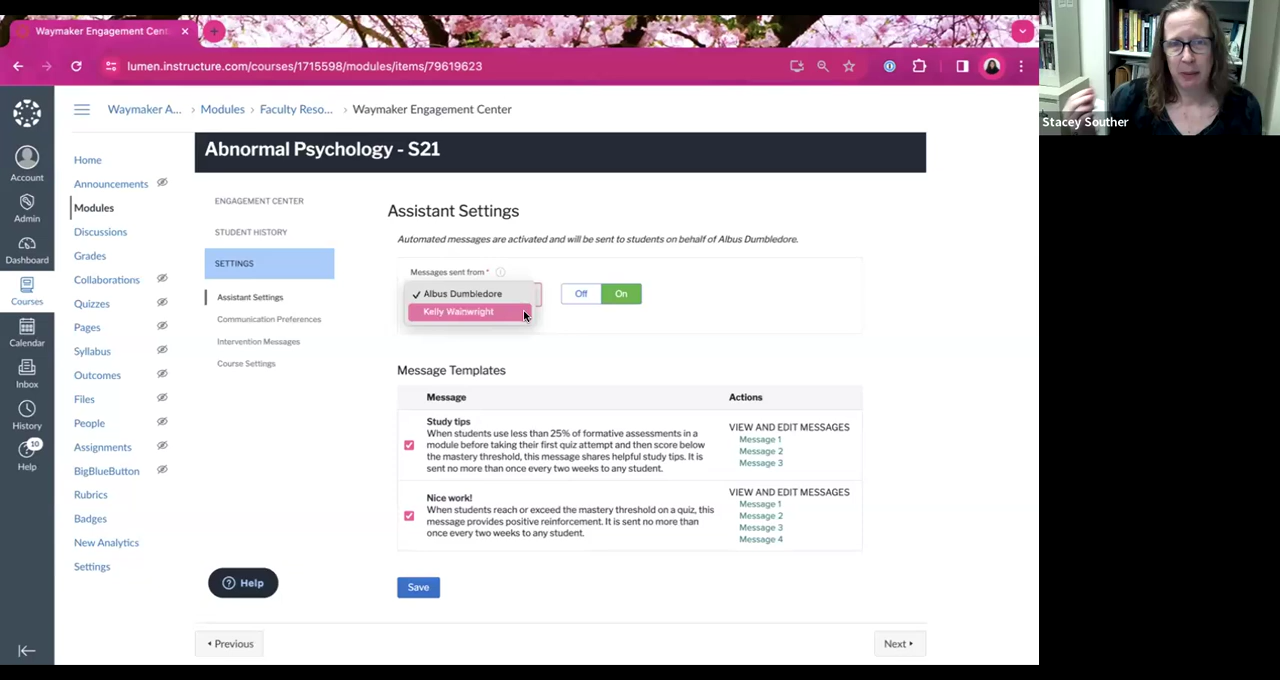 Waymaker Engagement Cent
lumen.instructure.com/courses/1715598/modules/items/79619623
Stacey Souther
Waymaker A... › Modules › Faculty Reso... › Waymaker Engagement Center
Account
Admin
Dashboard
Courses
Calendar
Inbox
History
10
Help
Home
Announcements
Modules
Discussions
Grades
Collaborations
Quizzes
Pages
Syllabus
Outcomes
Files
People
Assignments
BigBlueButton
Rubrics
Badges
New Analytics
Settings
Abnormal Psychology - S21
ENGAGEMENT CENTER
STUDENT HISTORY
SETTINGS
Assistant Settings
Communication Preferences
Intervention Messages
Course Settings
Assistant Settings
Automated messages are activated and will be sent to students on behalf of Albus Dumbledore.
Messages sent from *
Albus Dumbledore
Kelly Wainwright
Off On
Message Templates
Message Actions
Study tips
When students use less than 25% of formative assessments in a
module before taking their first quiz attempt and then score below
the mastery threshold, this message shares helpful study tips. It is
sent no more than once every two weeks to any student.
VIEW AND EDIT MESSAGES
Message 1
Message 2
Message 3
Nice work!
When students reach or exceed the mastery threshold on a quiz, this
message provides positive reinforcement. It is sent no more than
once every two weeks to any student.
VIEW AND EDIT MESSAGES
Message 1
Message 2
Message 3
Message 4
Help
Save
Previous
Next